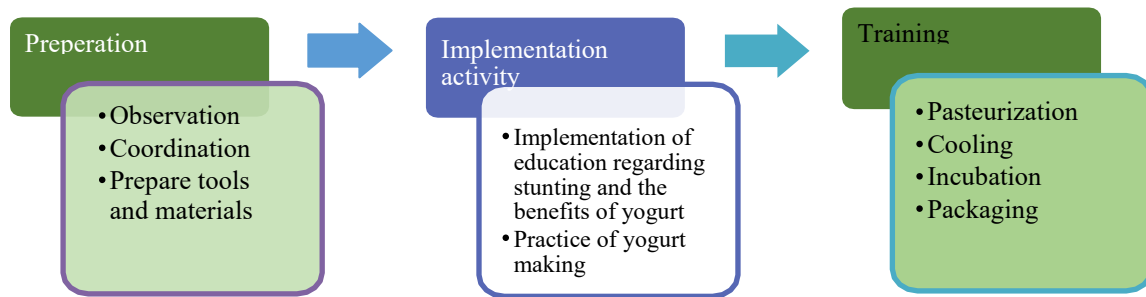 Preperation
• Observation
• Coordination
• Prepare tools
and materials
Implementation
activity
• Implementation of
education regarding
stunting and the
benefits of yogurt
• Practice of yogurt
making
Training
• Pasteurization
• Cooling
• Incubation
• Packaging